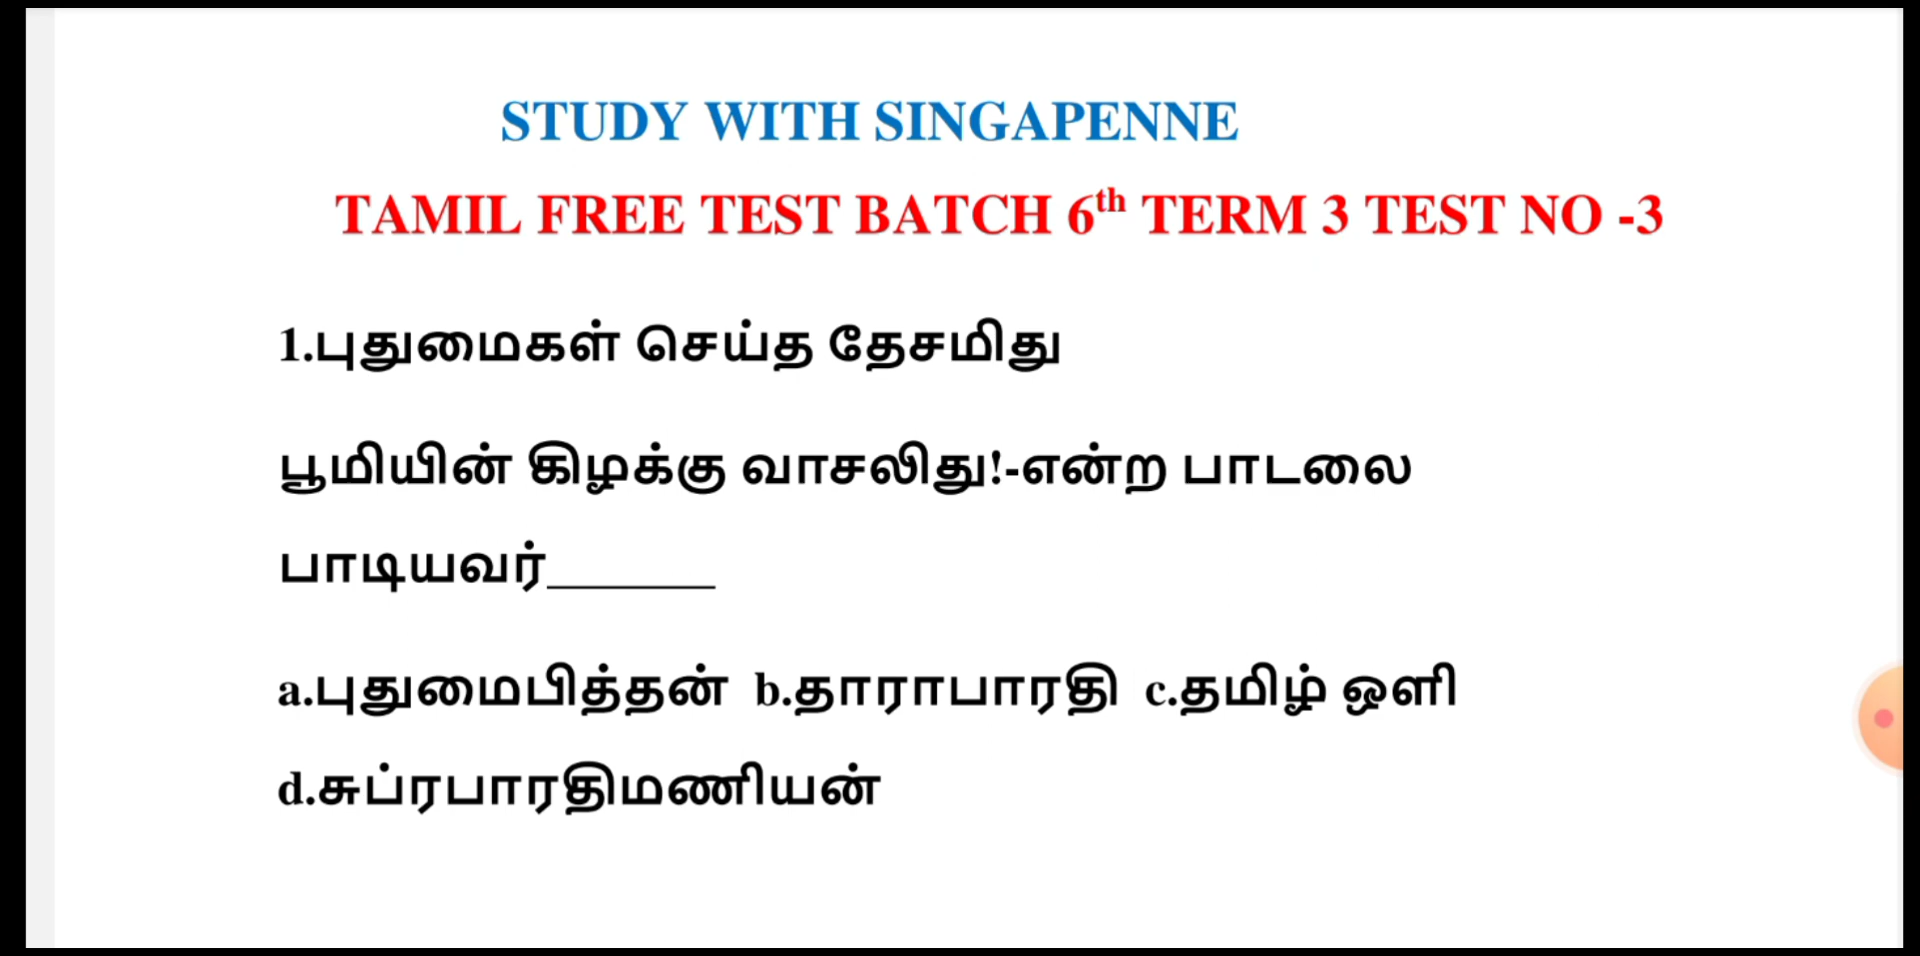 STUDY WITH SINGAPENNE
TAMIL FREE TEST BATCH 6th TERM 3 TEST NO -3
1.புதுமைகள் செய்த தேசமிது
பூமியின் கிழக்கு வாசலிது!-என்ற பாடலை
பாடியவர்_______
a.புதுமைபித்தன் b.தாராபாரதி c.தமிழ் ஒளி
d.சுப்ரபாரதிமணியன்